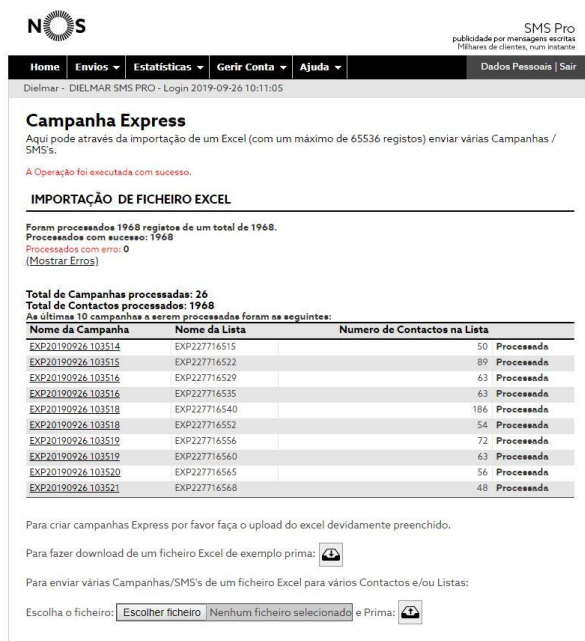 NOS
SMS Pro
publicidade por mensagens escritas
Milhares de clientes, num instante
Home Envios Estatísticas Gerir Conta Ajuda Dados Pessoais | Sair
Dielmar - DIELMAR SMS PRO - Login 2019-09-26 10:11:05
Campanha Express
Aqui pode através da importação de um Excel (com um máximo de 65536 registos) enviar várias Campanhas /
SMS's.
A Operação foi executada com sucesso.
IMPORTAÇÃO DE FICHEIRO EXCEL
Foram processados 1968 registos de um total de 1968.
Processados com sucesso: 1968
Processados com erro: 0
(Mostrar Erros)
Total de Campanhas processadas: 26
Total de Contactos processados: 1968
As últimas 10 campanhas a serem processadas foram as seguintes:
Nome da Campanha Nome da Lista Numero de Contactos na Lista
EXP20190926 103514 EXP227716515 50 Processada
EXP20190926 103515 EXP227716522 89 Processada
EXP20190926 103516 EXP227716529 63 Processada
EXP20190926 103516 EXP227716535 63 Processada
EXP20190926 103518 EXP227716540 186 Processada
EXP20190926 103518 EXP227716552 54 Processada
EXP20190926 103519 EXP227716556 72 Processada
EXP20190926 103519 EXP227716560 63 Processada
EXP20190926 103520 EXP227716565 56 Processada
EXP20190926 103521 EXP227716568 48 Processada
Para criar campanhas Express por favor faça o upload do excel devidamente preenchido.
Para fazer download de um ficheiro Excel de exemplo prima:
Para enviar várias Campanhas/SMS's de um ficheiro Excel para vários Contactos e/ou Listas:
Escolha o ficheiro: Escolher ficheiro Nenhum ficheiro selecionado e Prima: